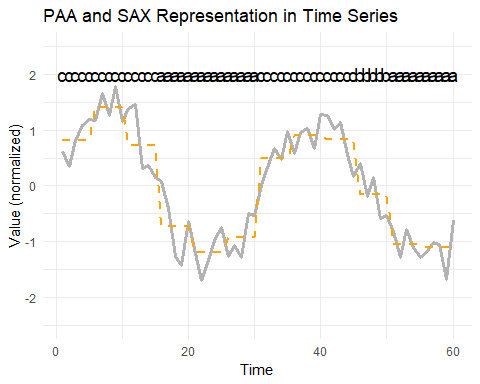 PAA and SAX Representation in Time Series
cccccccccccccccaaaaaaaaaaaaaaacccccccccccccccbbbbbaaaaaaaaaa
2
1
0
-1
-2
Value (normalized)
0 20 40 60
Time